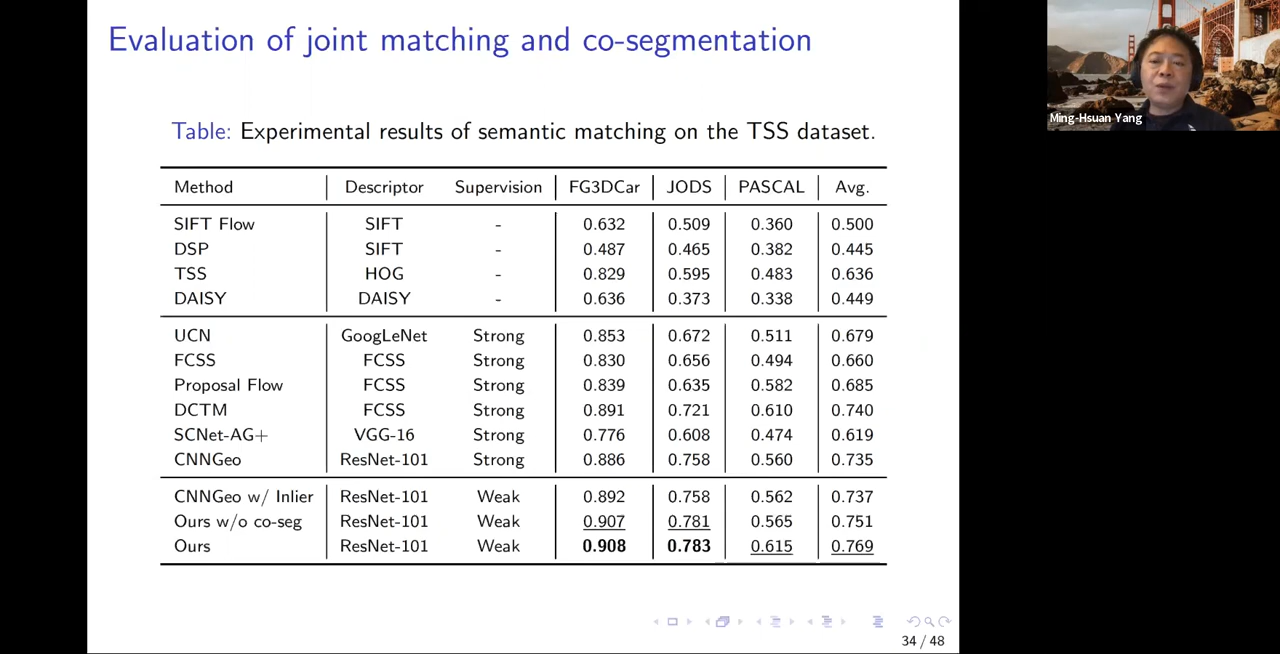 Evaluation of joint matching and co-segmentation
Ming-Hsuan Yang
Table: Experimental results of semantic matching on the TSS dataset.
Method Descriptor Supervision FG3DCar JODS PASCAL Avg.
SIFT Flow SIFT - 0.632 0.509 0.360 0.500
DSP SIFT - 0.487 0.465 0.382 0.445
TSS HOG - 0.829 0.595 0.483 0.636
DAISY DAISY - 0.636 0.373 0.338 0.449
UCN GoogLeNet Strong 0.853 0.672 0.511 0.679
FCSS FCSS Strong 0.830 0.656 0.494 0.660
Proposal Flow FCSS Strong 0.839 0.635 0.582 0.685
DCTM FCSS Strong 0.891 0.721 0.610 0.740
SCNet-AG+ VGG-16 Strong 0.776 0.608 0.474 0.619
CNNGeo ResNet-101 Strong 0.886 0.758 0.560 0.735
CNNGeo w/ Inlier ResNet-101 Weak 0.892 0.758 0.562 0.737
Ours w/o co-seg ResNet-101 Weak 0.907 0.781 0.565 0.751
Ours ResNet-101 Weak 0.908 0.783 0.615 0.769
34 / 48